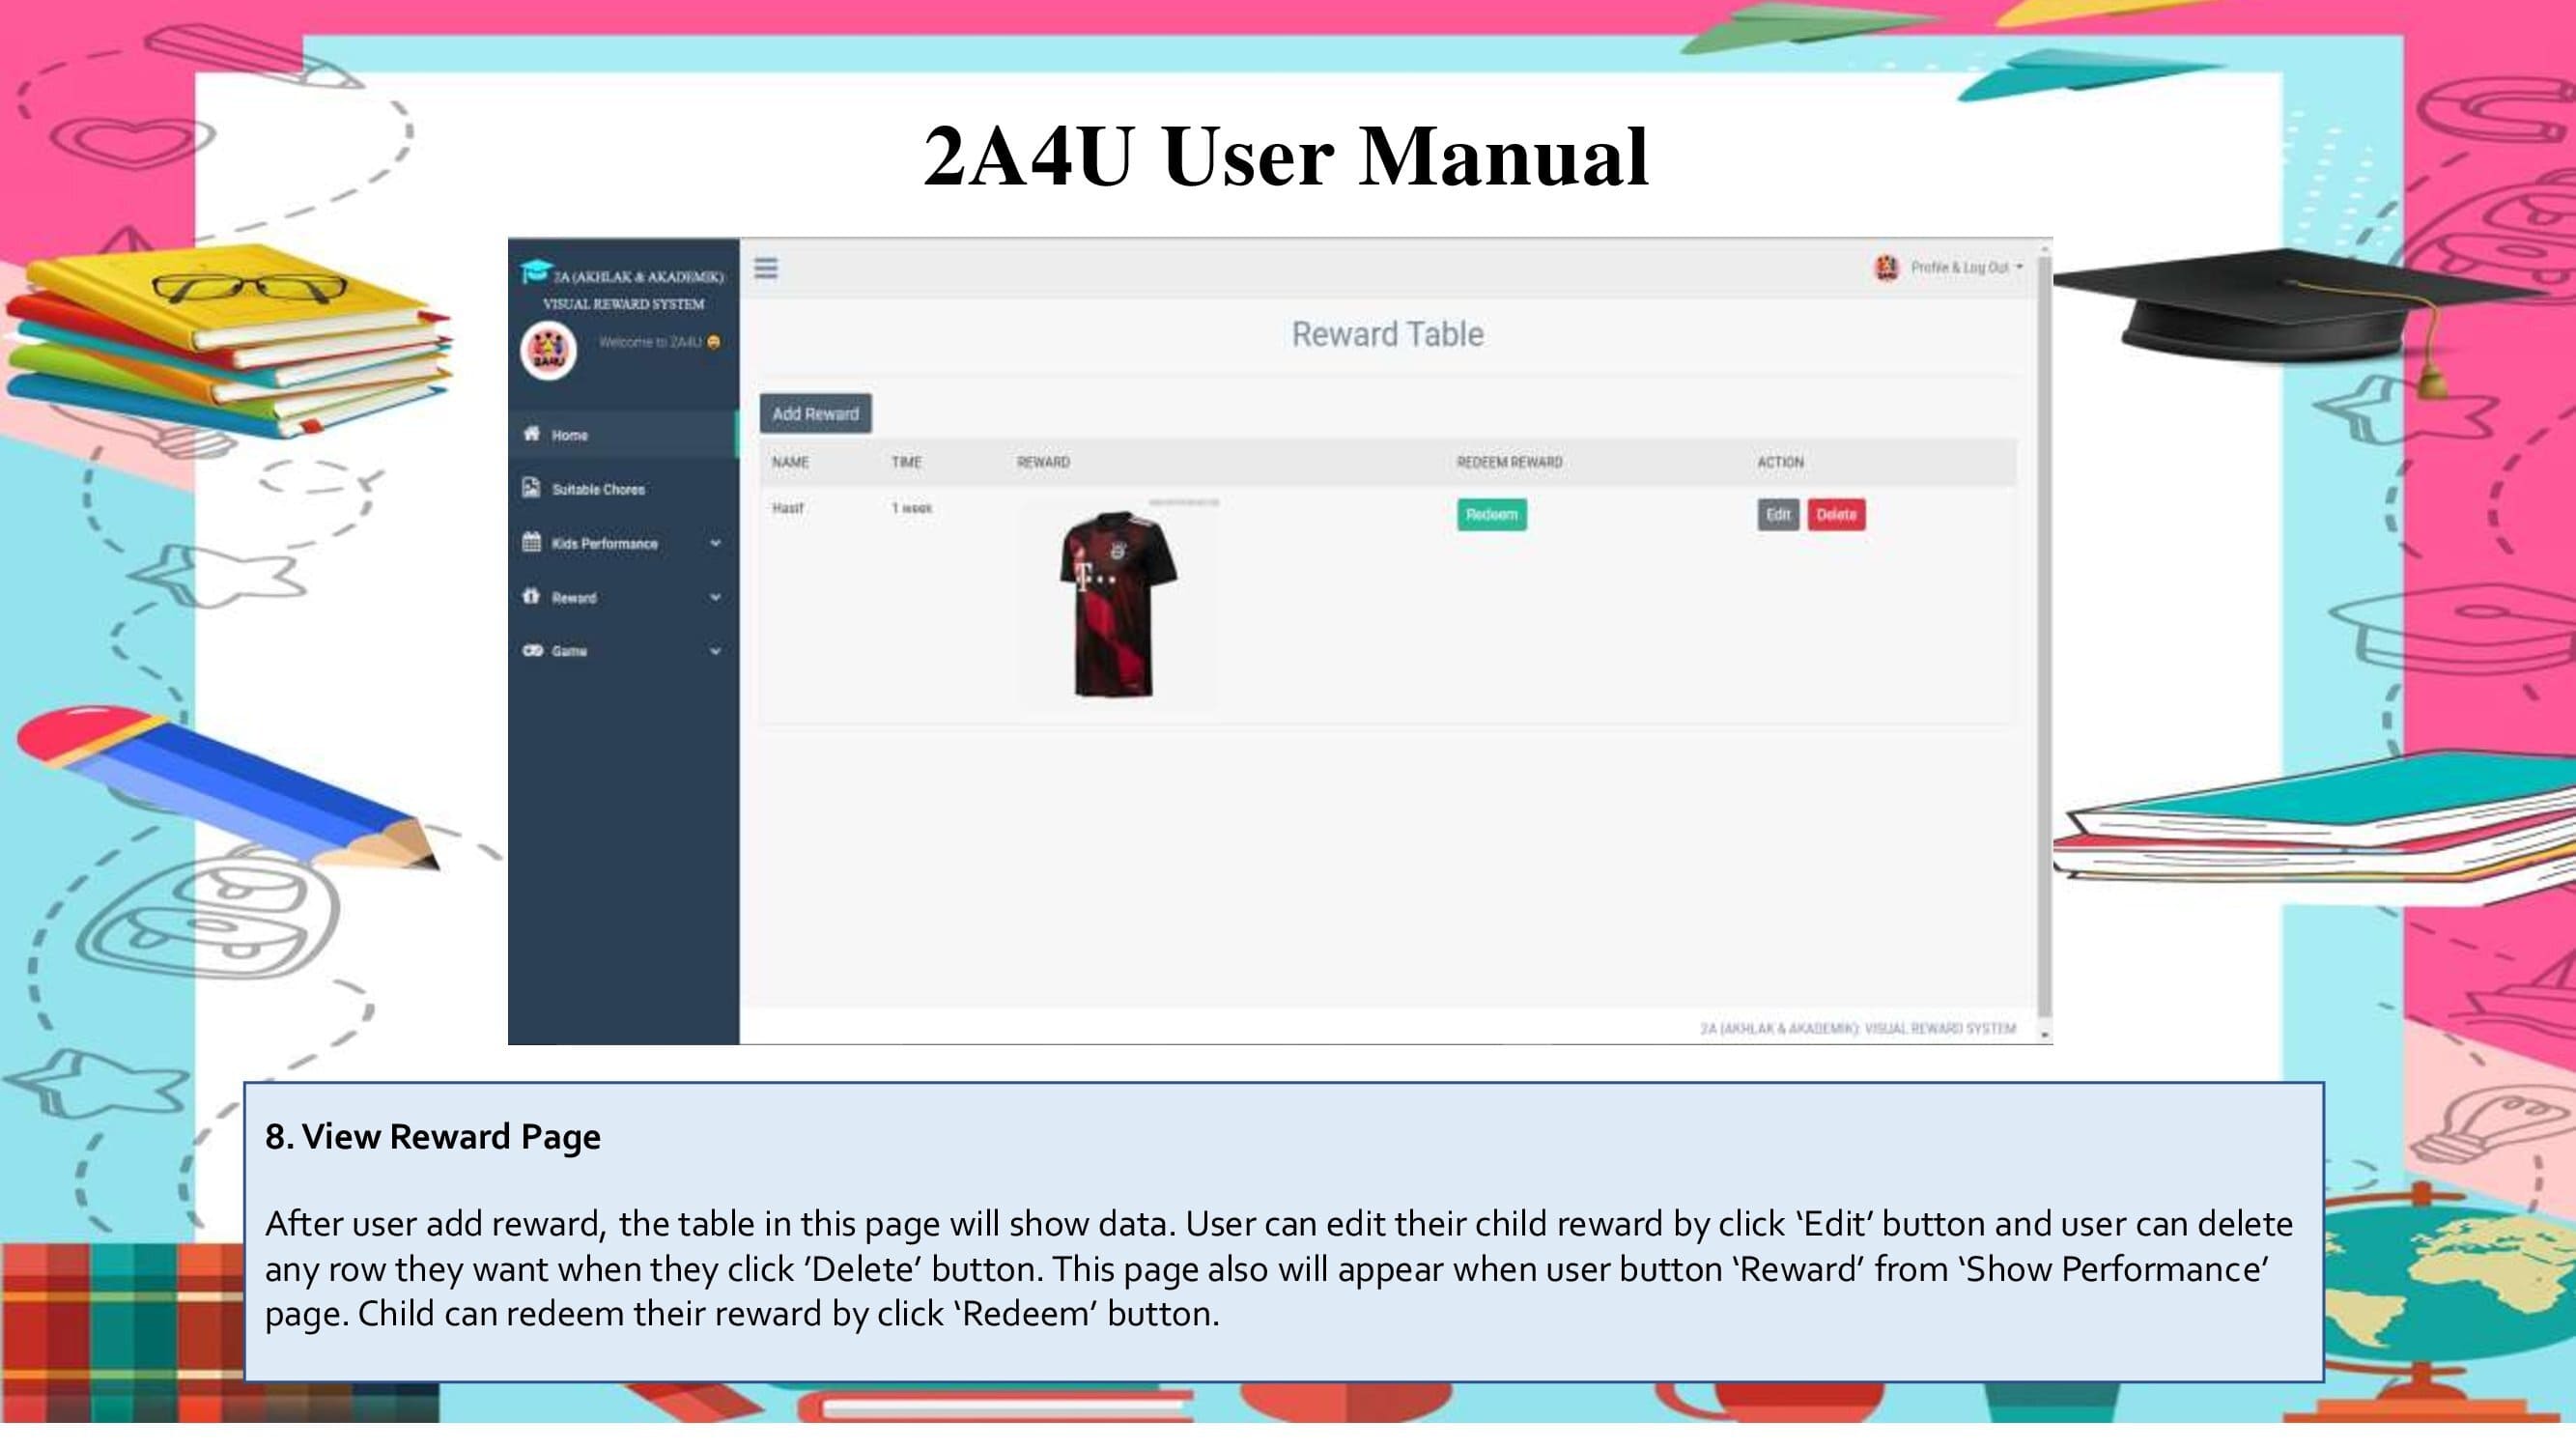 2A4U User Manual
2A (AKHLAK & AKADEMIK)
VISUAL REWARD SYSTEM
2A4U
Welcome to 2A4U
Profile & Log Out
Reward Table
Home
Suitable Chores
Kids Performance
Reward
Game
Add Reward
NAME TIME REWARD REDEEM REWARD ACTION
Hasif 1 week Redeem Edit Delete
T
2A (AKHLAK & AKADEMIK): VISUAL REWARD SYSTEM
8. View Reward Page
After user add reward, the table in this page will show data. User can edit their child reward by click ‘Edit’ button and user can delete
any row they want when they click ’Delete’ button. This page also will appear when user button ‘Reward’ from ‘Show Performance’
page. Child can redeem their reward by click ‘Redeem’ button.